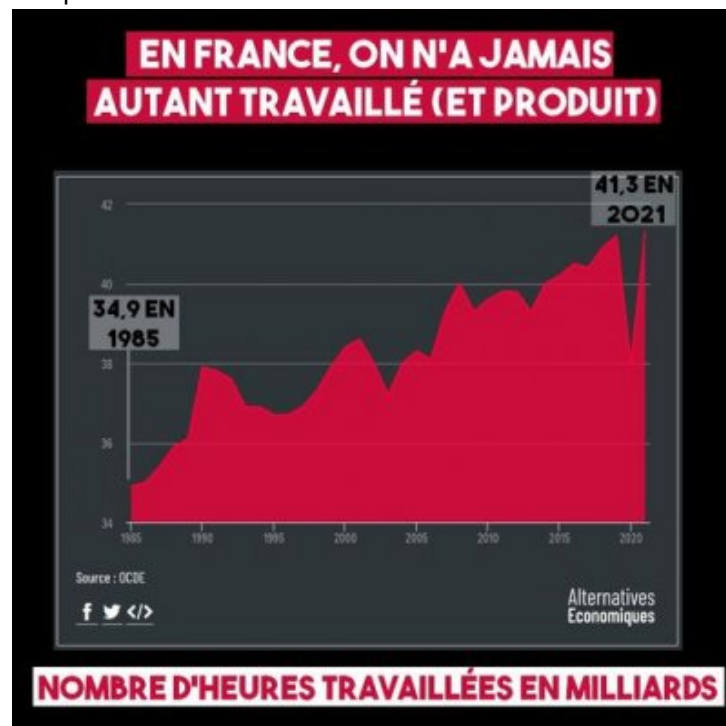 EN FRANCE, ON N'A JAMAIS
AUTANT TRAVAILLÉ (ET PRODUIT)
41,3 EN
2021
42
40
34,9 EN
1985
38
36
34
1985
1990
1995
2000
2005
2010
2015
2020
Source : OCDE
Alternatives
Economiques
NOMBRE D'HEURES TRAVAILLÉES EN MILLIARDS